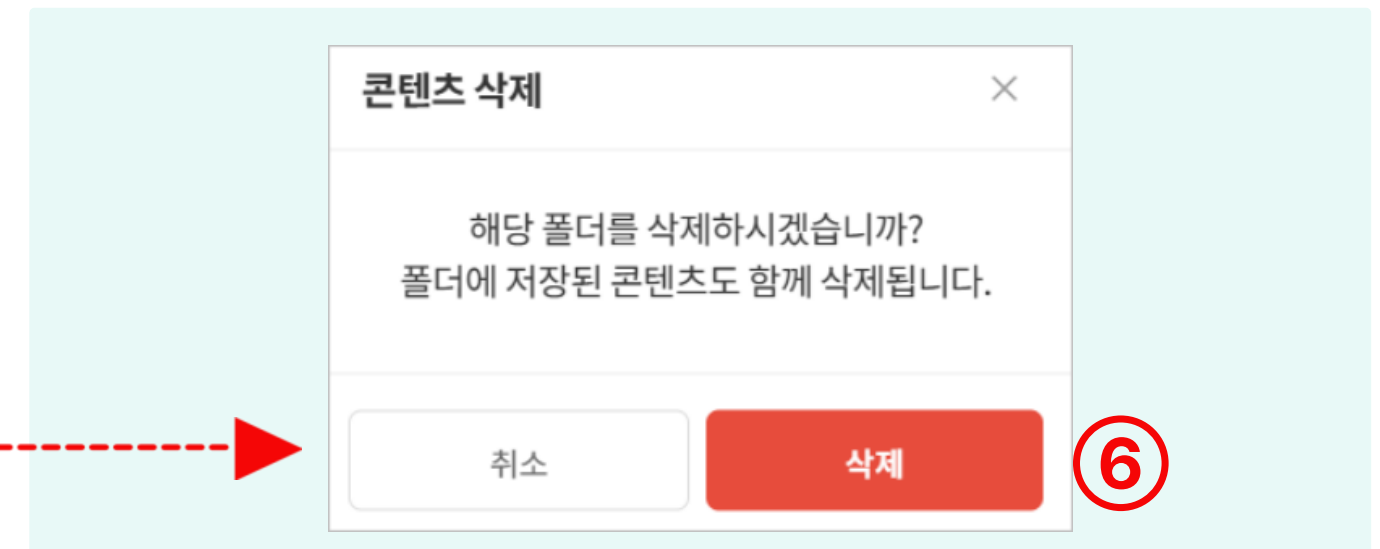 콘텐츠 삭제
해당 폴더를 삭제하시겠습니까?
폴더에 저장된 콘텐츠도 함께 삭제됩니다.
취소
삭제
⑥